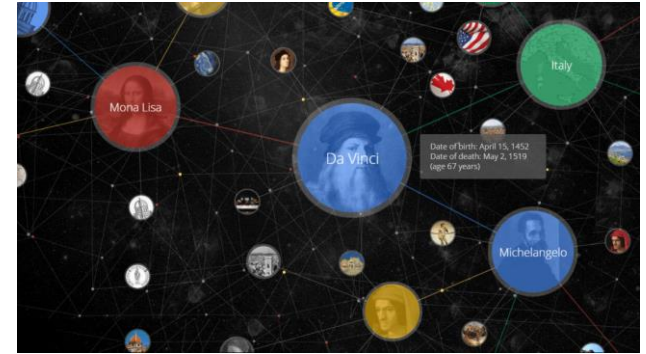 Italy
Mona Lisa
Da Vinci
Date of birth: April 15, 1452
Date of death: May 2, 1519
(age 67 years)
Michelangelo